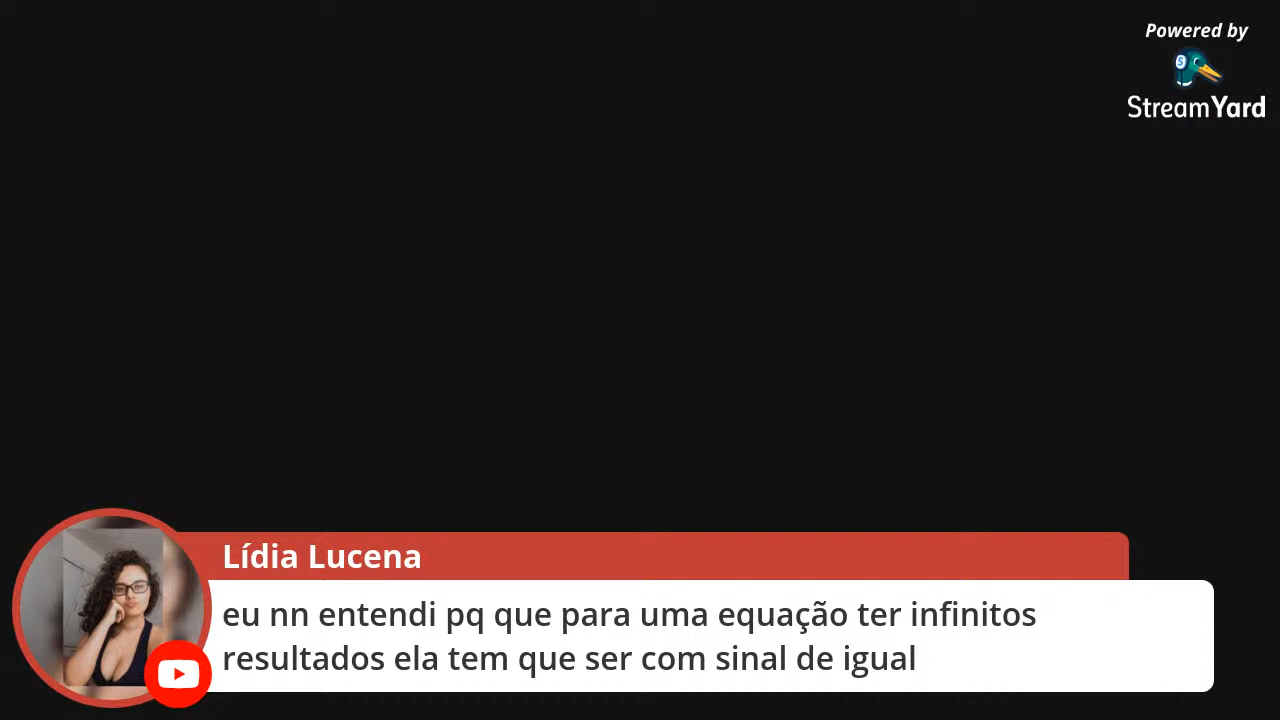 Powered by
StreamYard
Lídia Lucena
eu nn entendi pq que para uma equação ter infinitos
resultados ela tem que ser com sinal de igual